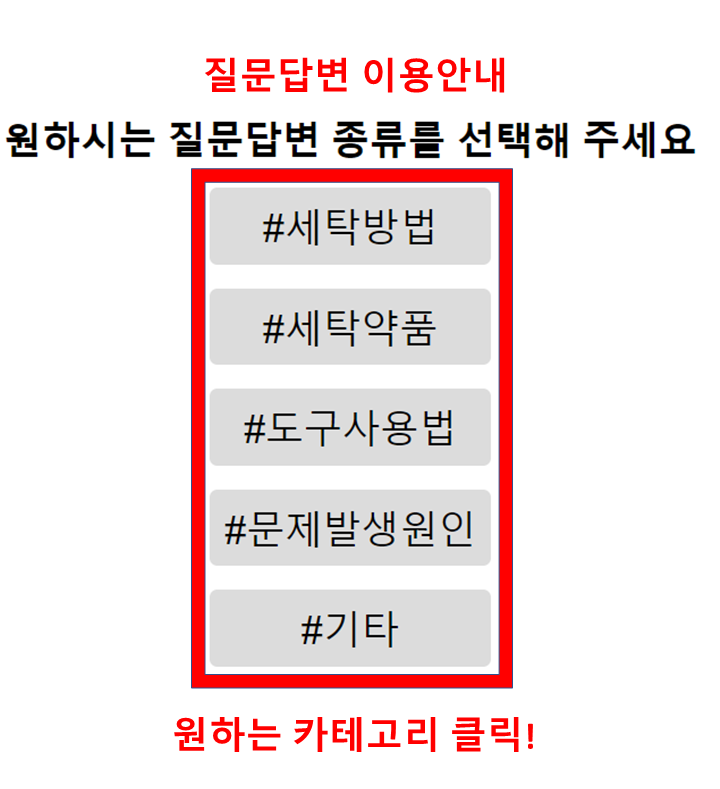 질문답변 이용안내
원하시는 질문답변 종류를 선택해 주세요
#세탁방법
#세탁약품
#도구사용법
#문제발생원인
#기타
원하는 카테고리 클릭!